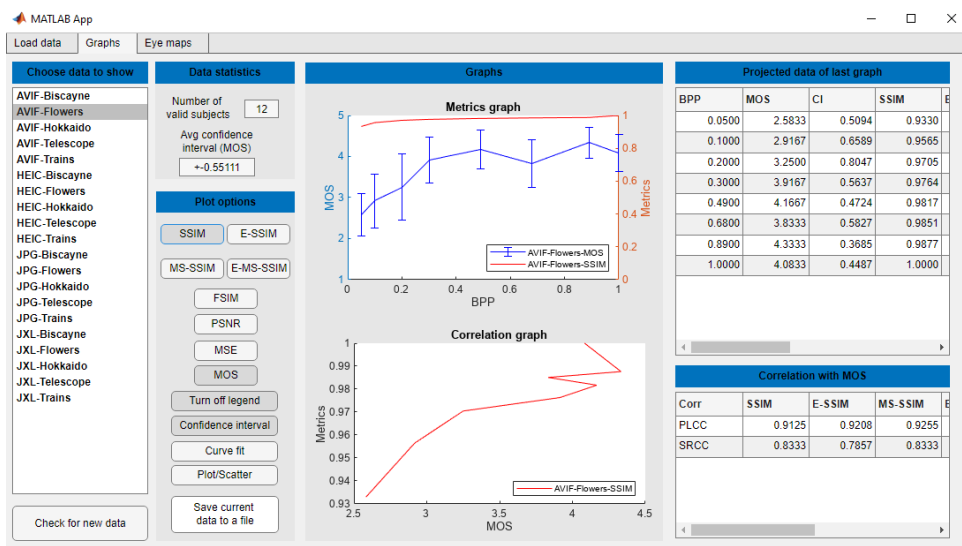 MATLAB App
Load data Graphs Eye maps
Choose data to show
AVIF-Biscayne
AVIF-Flowers
AVIF-Hokkaido
AVIF-Telescope
AVIF-Trains
HEIC-Biscayne
HEIC-Flowers
HEIC-Hokkaido
HEIC-Telescope
HEIC-Trains
JPG-Biscayne
JPG-Flowers
JPG-Hokkaido
JPG-Telescope
JPG-Trains
JXL-Biscayne
JXL-Flowers
JXL-Hokkaido
JXL-Telescope
JXL-Trains
Check for new data
Data statistics
Number of
valid subjects 12
Avg confidence
interval (MOS)
+-0.55111
Plot options
SSIM E-SSIM
MS-SSIM E-MS-SSIM
FSIM
PSNR
MSE
MOS
Turn off legend
Confidence interval
Curve fit
Plot/Scatter
Save current
data to a file
Graphs
Metrics graph
5
4
3
2
1
MOS
1
0.8
0.6
0.4
0.2
0
Metrics
AVIF-Flowers-MOS
AVIF-Flowers-SSIM
0 0.2 0.4 0.6 0.8 1
BPP
Correlation graph
1
0.99
0.98
0.97
0.96
0.95
0.94
0.93
Metrics
AVIF-Flowers-SSIM
2.5 3 3.5 4 4.5
MOS
Projected data of last graph
BPP MOS CI SSIM E
0.0500 2.5833 0.5094 0.9330
0.1000 2.9167 0.6589 0.9565
0.2000 3.2500 0.8047 0.9705
0.3000 3.9167 0.5637 0.9764
0.4900 4.1667 0.4724 0.9817
0.6800 3.8333 0.5827 0.9851
0.8900 4.3333 0.3685 0.9877
1.0000 4.0833 0.4487 1.0000
Correlation with MOS
Corr SSIM E-SSIM MS-SSIM E
PLCC 0.9125 0.9208 0.9255
SRCC 0.8333 0.7857 0.8333